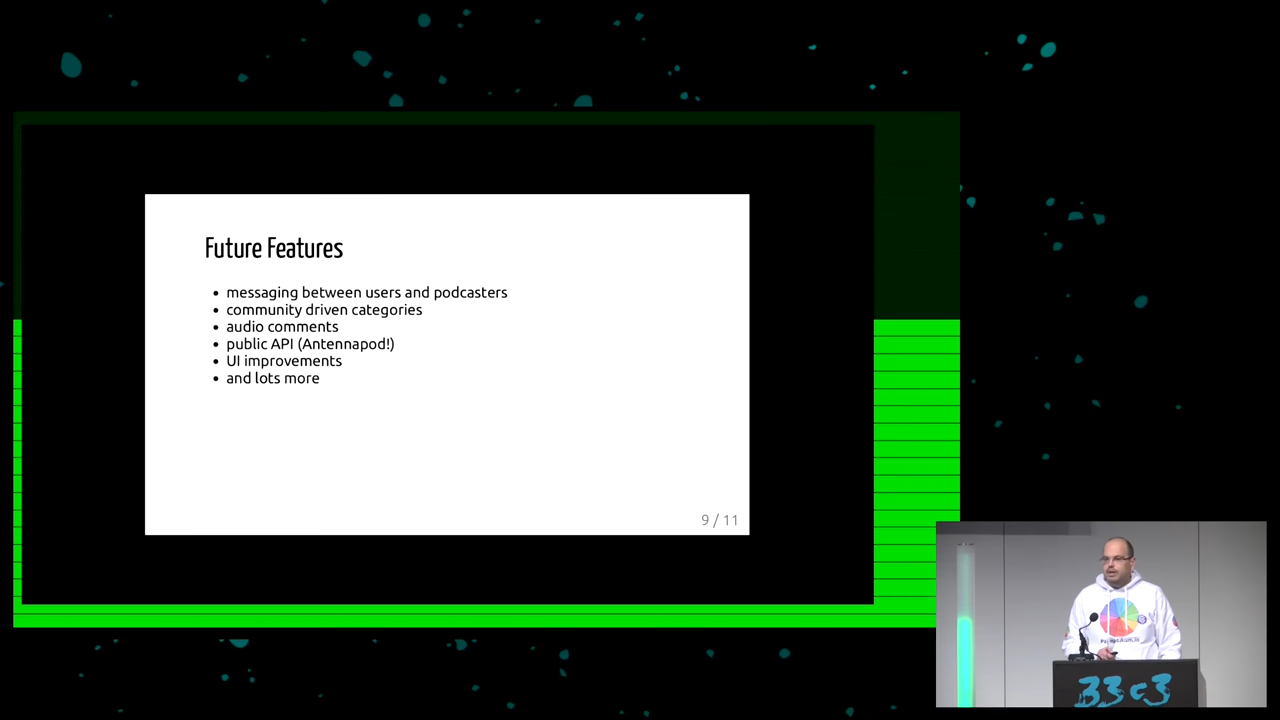 Future Features
messaging between users and podcasters
community driven categories
audio comments
public API (Antennapod!)
UI improvements
and lots more
9 / 11
33c3